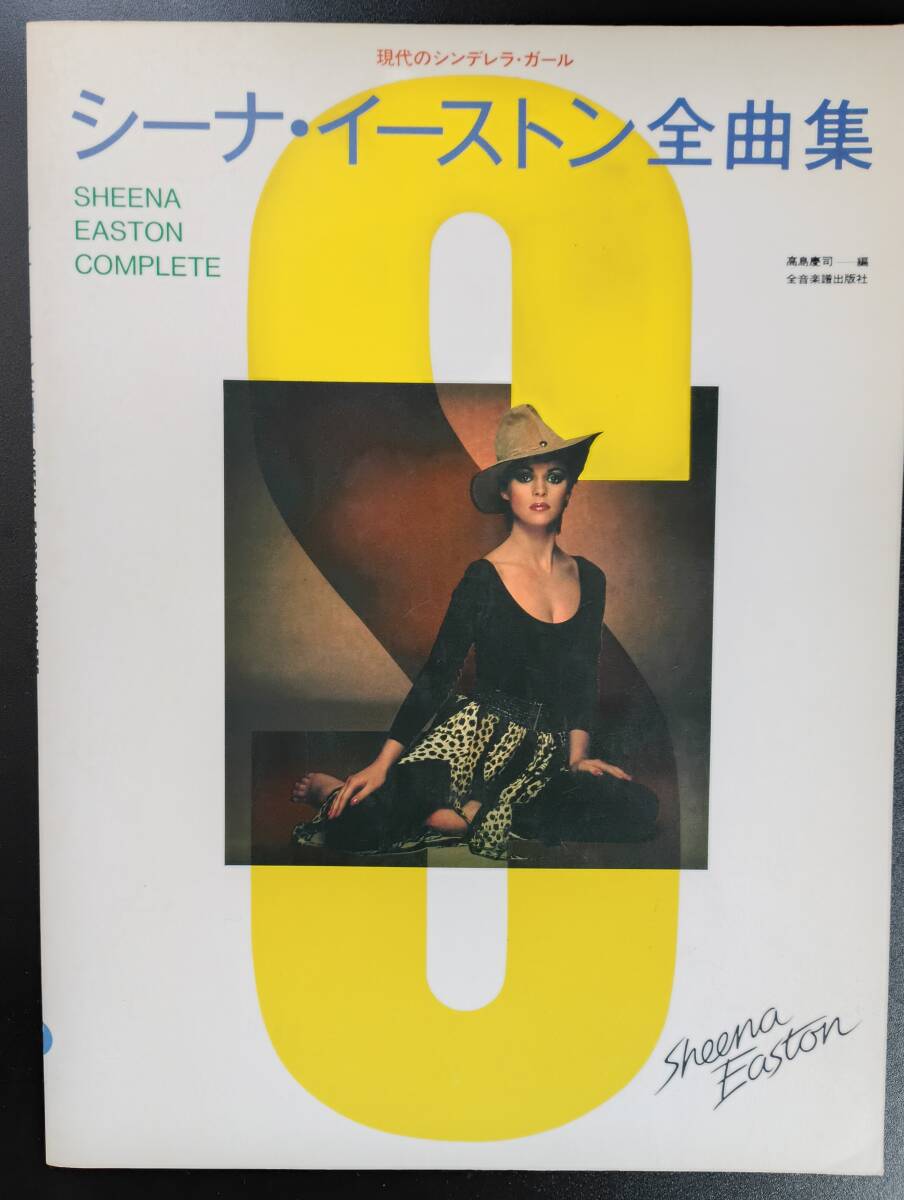 現代のシンデレラ・ガール
シーナ・イーストン全曲集
SHEENA
EASTON
COMPLETE
高島慶司——編
全音楽譜出版社
Sheena
Easton